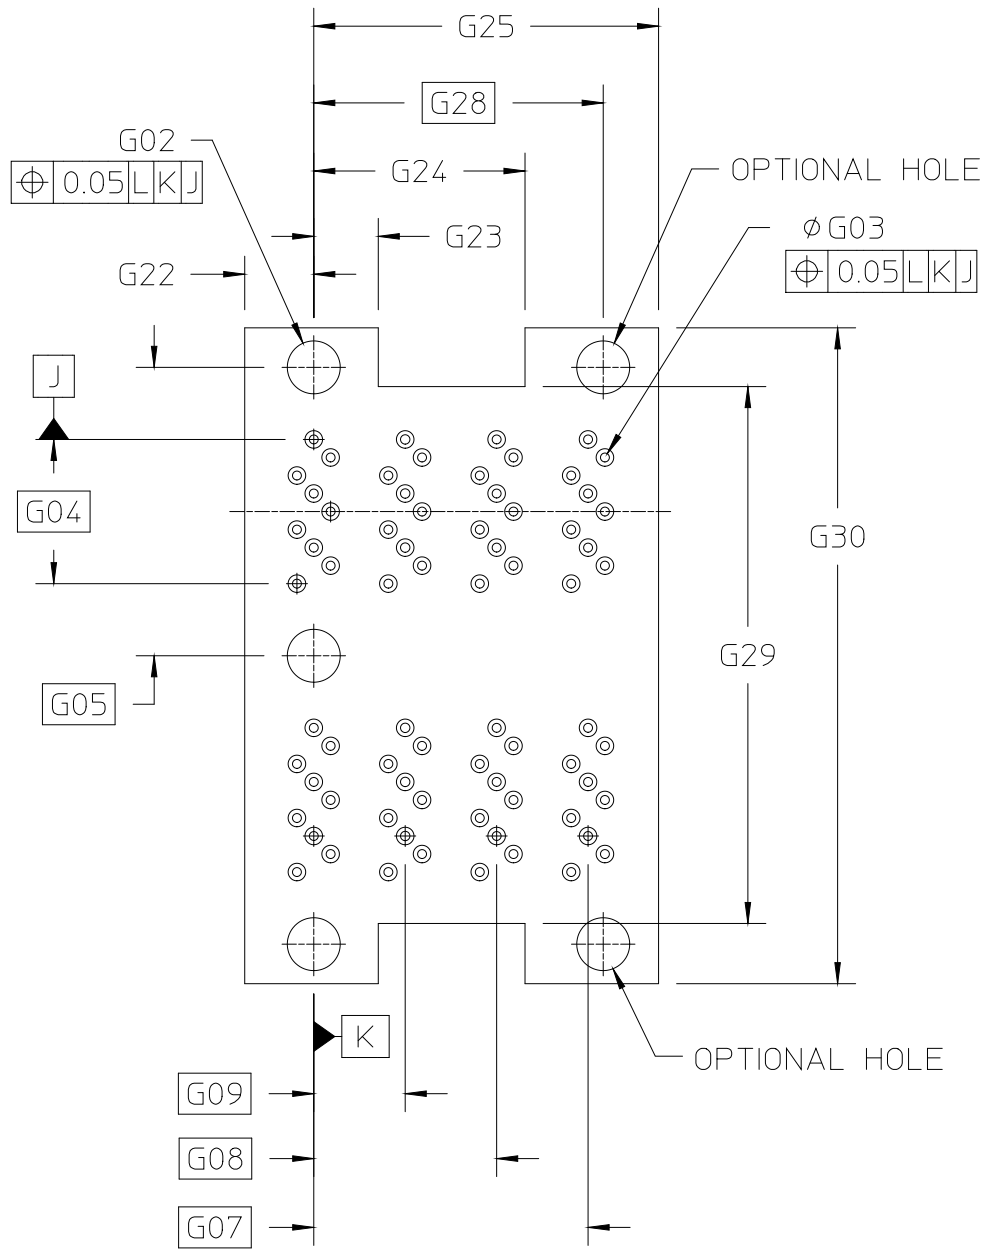 G25
G28
G02
⌖ 0.05 L K J
G24
OPTIONAL HOLE
⌀ G03
⌖ 0.05 L K J
G23
G22
J
G04
G30
G29
G05
K
OPTIONAL HOLE
G09
G08
G07